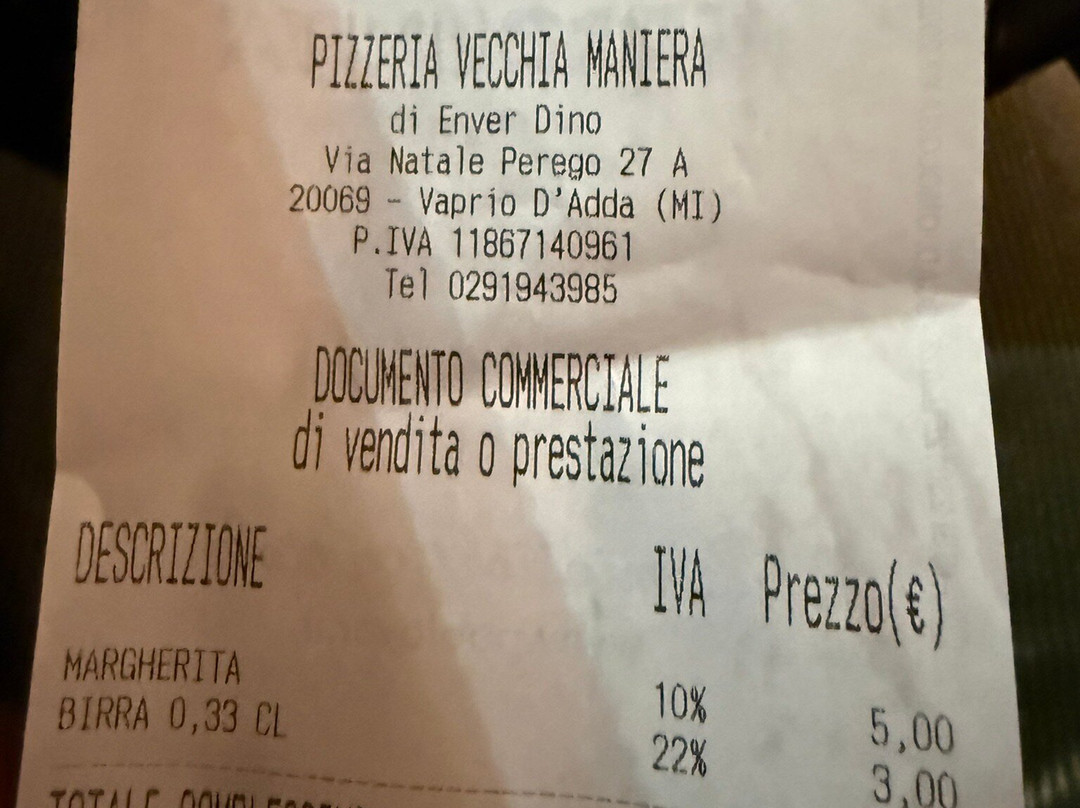 PIZZERIA VECCHIA MANIERA
di Enver Dino
Via Natale Perego 27 A
20069 - Vaprio D'Adda (MI)
P.IVA 11867140961
Tel 0291943985
DOCUMENTO COMMERCIALE
di vendita o prestazione
DESCRIZIONE IVA Prezzo(€)
MARGHERITA 10% 5,00
BIRRA 0,33 CL 22% 3,00
TOTALE